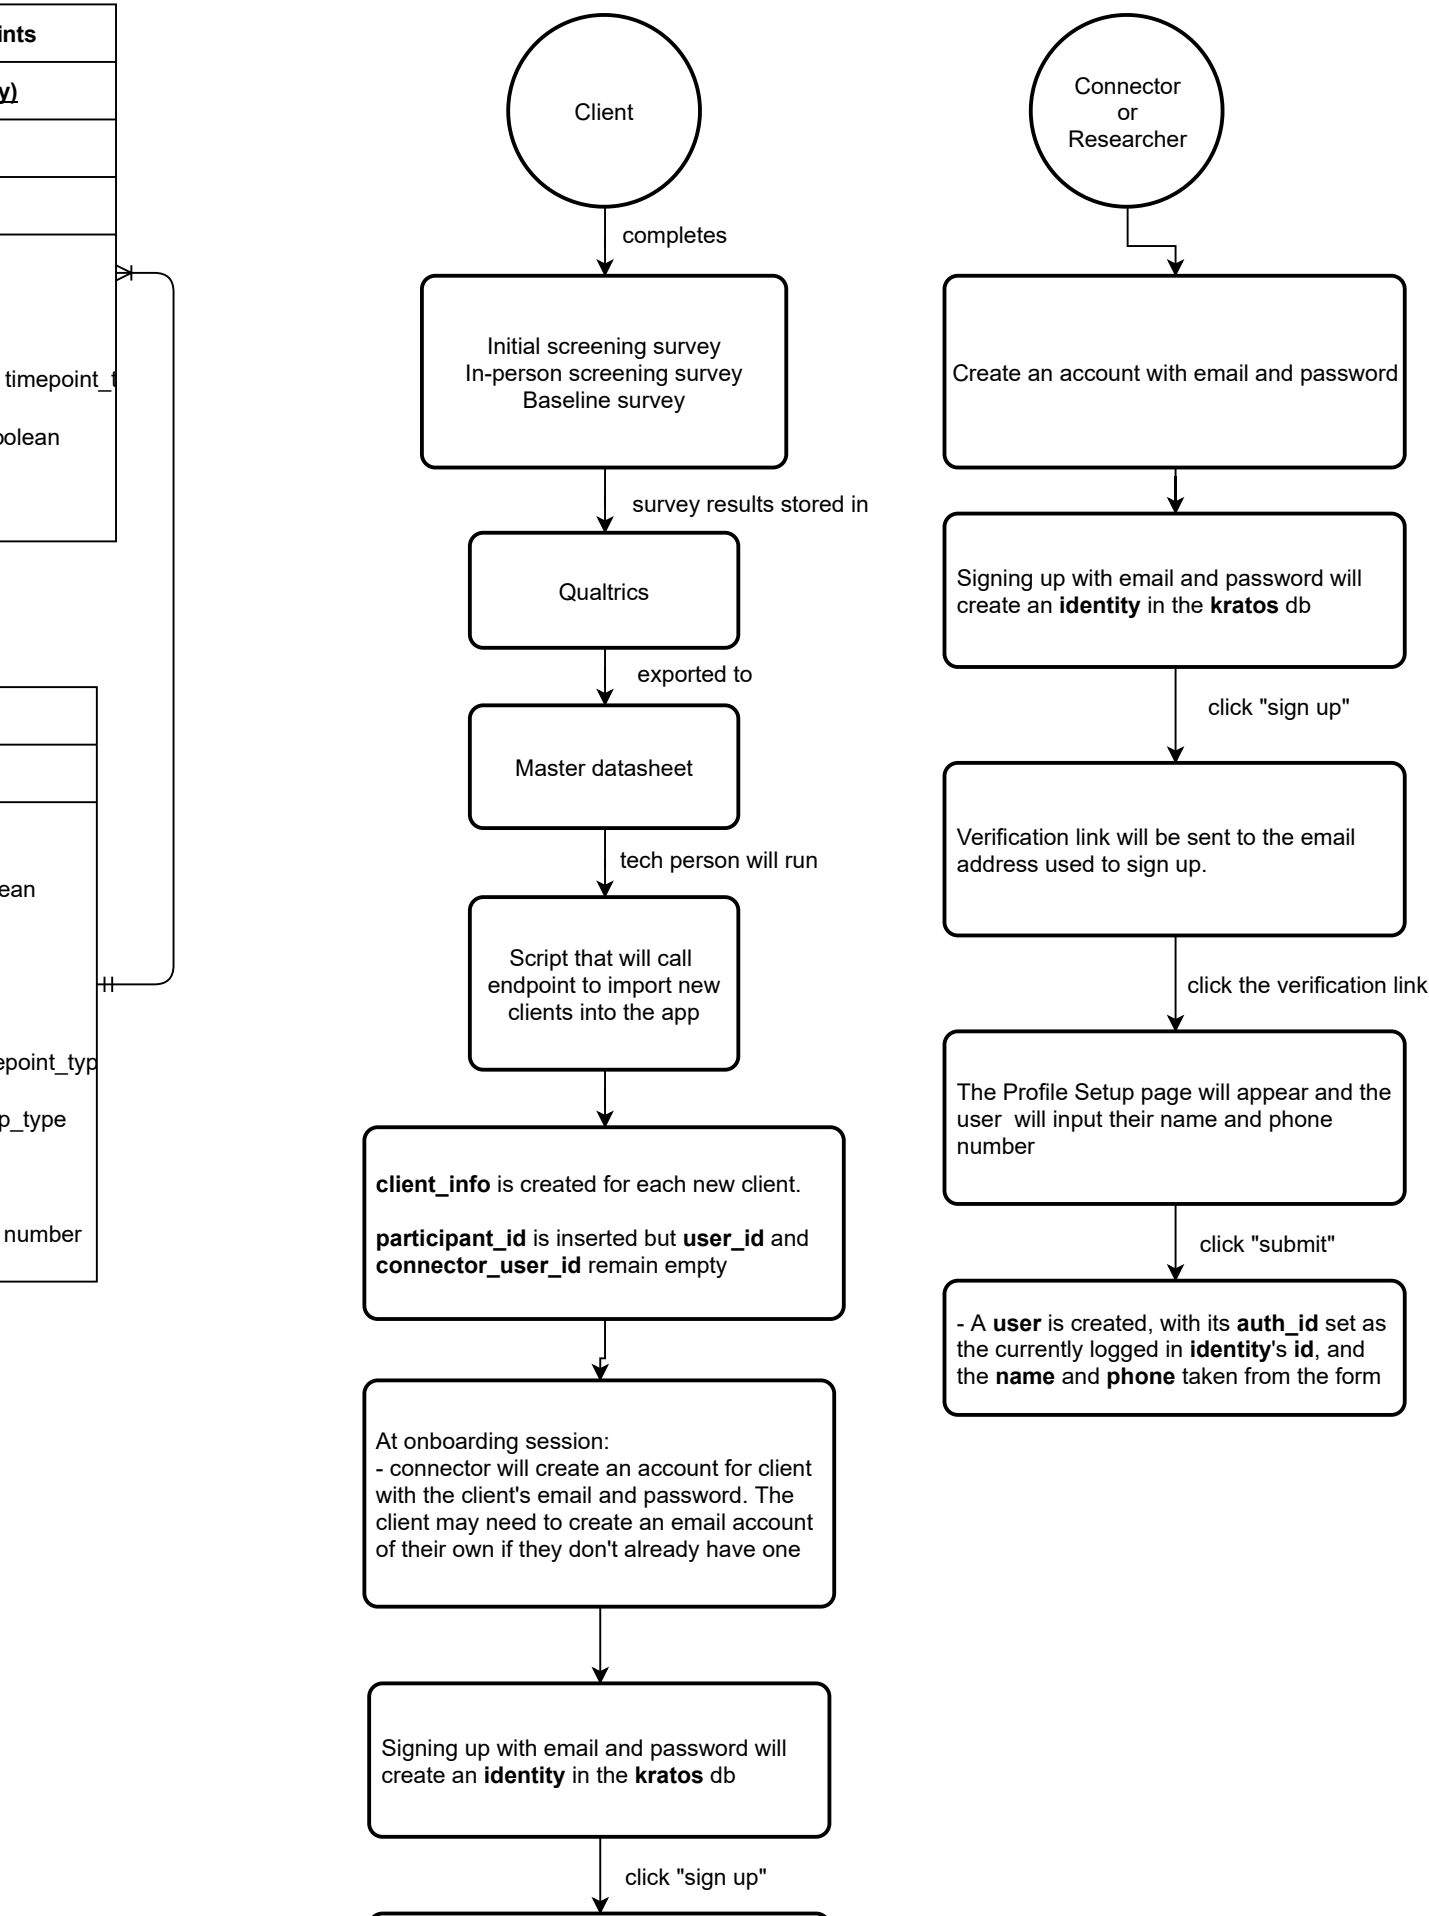 Client
completes
Initial screening survey
In-person screening survey
Baseline survey
survey results stored in
Qualtrics
exported to
Master datasheet
tech person will run
Script that will call
endpoint to import new
clients into the app
client_info is created for each new client.
participant_id is inserted but user_id and
connector_user_id remain empty
At onboarding session:
- connector will create an account for client
with the client's email and password. The
client may need to create an email account
of their own if they don't already have one
Signing up with email and password will
create an identity in the kratos db
click "sign up"
Connector
or
Researcher
Create an account with email and password
Signing up with email and password will
create an identity in the kratos db
click "sign up"
Verification link will be sent to the email
address used to sign up.
click the verification link
The Profile Setup page will appear and the
user  will input their name and phone
number
click "submit"
- A user is created, with its auth_id set as
the currently logged in identity's id, and
the name and phone taken from the form
number